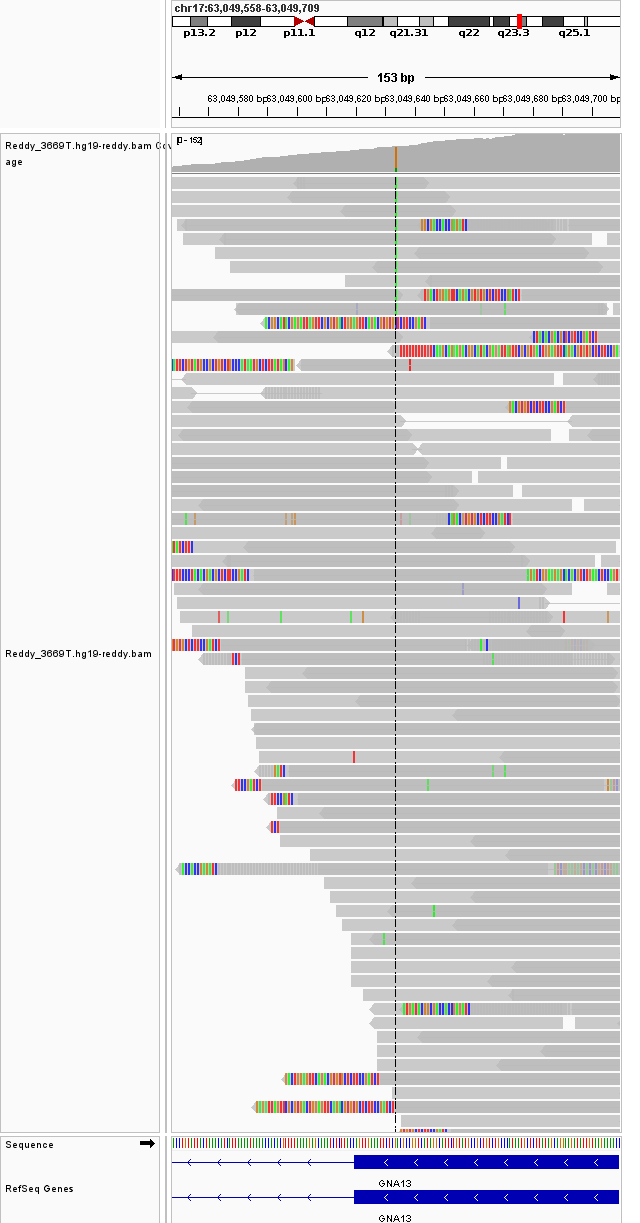 chr17:63,049,558-63,049,709
p13.2 p12 p11.1 q12 q21.31 q22 q23.3 q25.1
153 bp
63,049,580 bp 63,049,600 bp 63,049,620 bp 63,049,640 bp 63,049,660 bp 63,049,680 bp 63,049,700 bp
Reddy_3669T.hg19-reddy.bam Cov
age
[0 - 152]
Reddy_3669T.hg19-reddy.bam
Sequence
RefSeq Genes
GNA13
GNA13